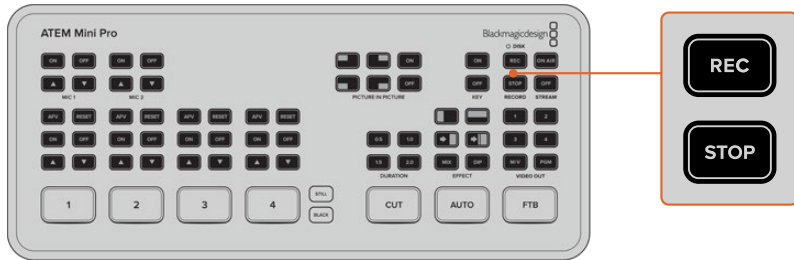 ATEM Mini Pro
Blackmagicdesign
DISK
ON OFF ON OFF ON ON REC ON AIR
OFF OFF STOP OFF
MIC 1 MIC 2 PICTURE IN PICTURE KEY RECORD STREAM
AFV RESET AFV RESET AFV RESET AFV RESET 1 2
ON OFF ON OFF ON OFF ON OFF 0.5 1.0 3 4
1.5 2.0 MIX DIP M/V PGM
DURATION EFFECT VIDEO OUT
1 2 3 4 STILL BLACK CUT AUTO FTB
REC
STOP